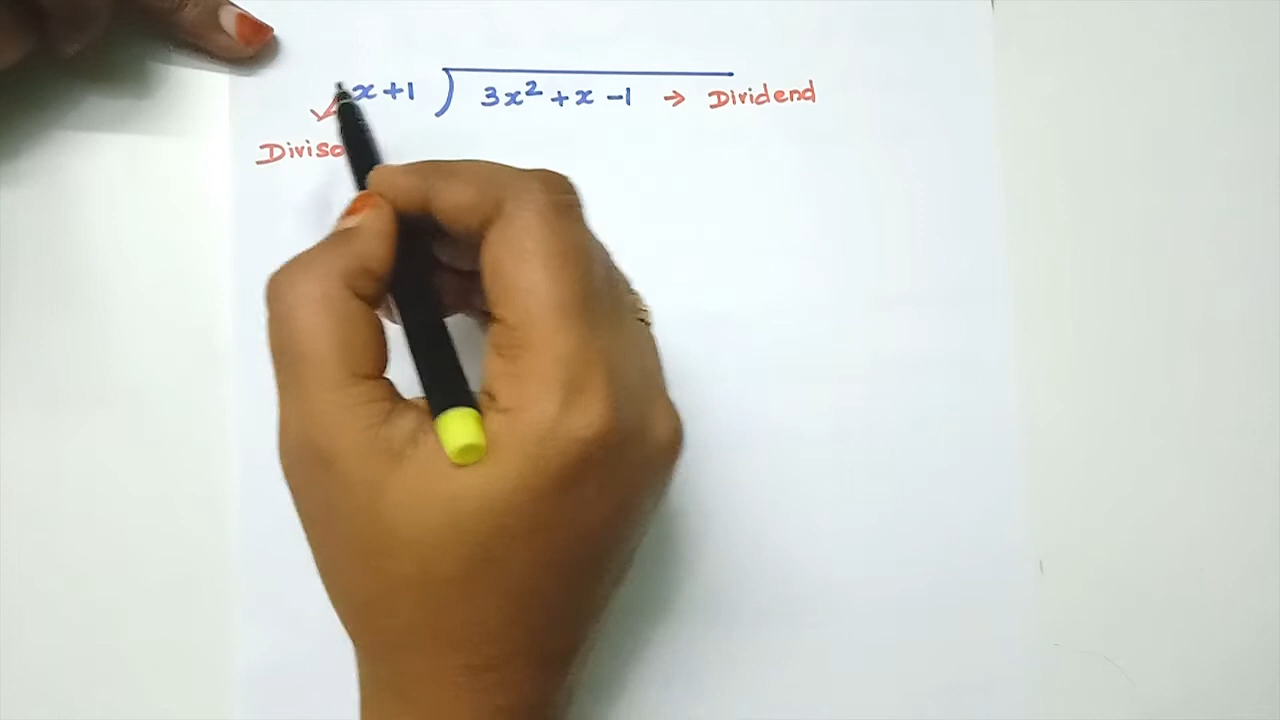 x+1 ) 3x² + x - 1 → Dividend